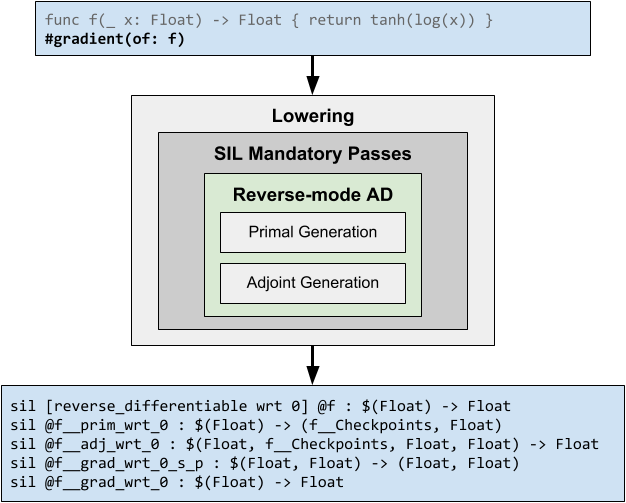 func f(_ x: Float) -> Float { return tanh(log(x)) }
#gradient(of: f)
Lowering
SIL Mandatory Passes
Reverse-mode AD
Primal Generation
Adjoint Generation
sil [reverse_differentiable wrt 0] @f : $(Float) -> Float
sil @f__prim_wrt_0 : $(Float) -> (f__Checkpoints, Float)
sil @f__adj_wrt_0 : $(Float, f__Checkpoints, Float, Float) -> Float
sil @f__grad_wrt_0_s_p : $(Float, Float) -> (Float, Float)
sil @f__grad_wrt_0 : $(Float) -> Float